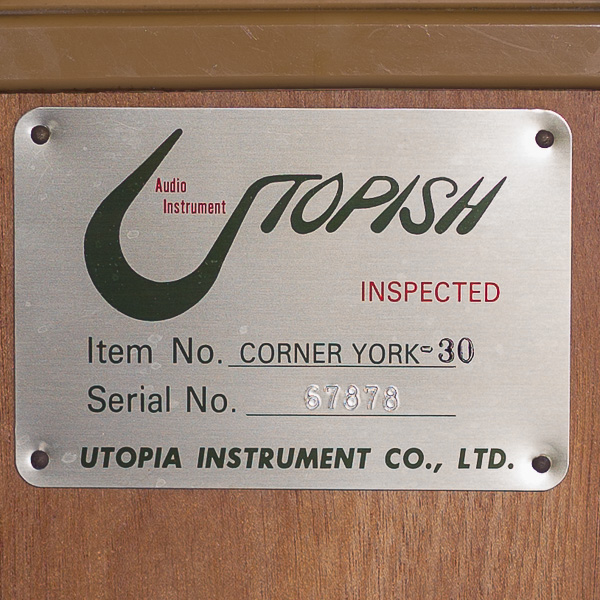 UTOPISH
Audio
Instrument
INSPECTED
Item No. CORNER YORK-30
Serial No. 67878
UTOPIA INSTRUMENT CO., LTD.